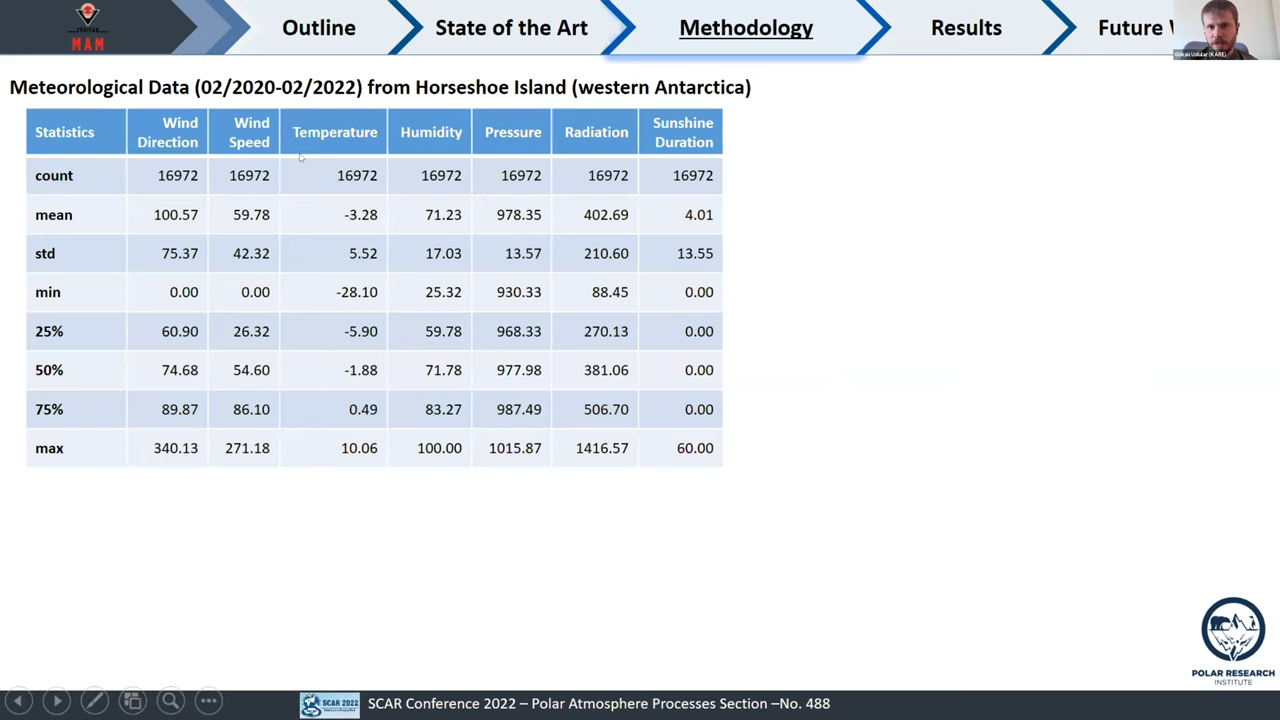 Outline
State of the Art
Methodology
Results
Future
MAM
Göksu Uslular (KARE)
Meteorological Data (02/2020-02/2022) from Horseshoe Island (western Antarctica)
Statistics Wind Direction Wind Speed Temperature Humidity Pressure Radiation Sunshine Duration
count 16972 16972 16972 16972 16972 16972 16972
mean 100.57 59.78 -3.28 71.23 978.35 402.69 4.01
std 75.37 42.32 5.52 17.03 13.57 210.60 13.55
min 0.00 0.00 -28.10 25.32 930.33 88.45 0.00
25% 60.90 26.32 -5.90 59.78 968.33 270.13 0.00
50% 74.68 54.60 -1.88 71.78 977.98 381.06 0.00
75% 89.87 86.10 0.49 83.27 987.49 506.70 0.00
max 340.13 271.18 10.06 100.00 1015.87 1416.57 60.00
POLAR RESEARCH
INSTITUTE
SCAR 2022
SCAR Conference 2022 – Polar Atmosphere Processes Section –No. 488